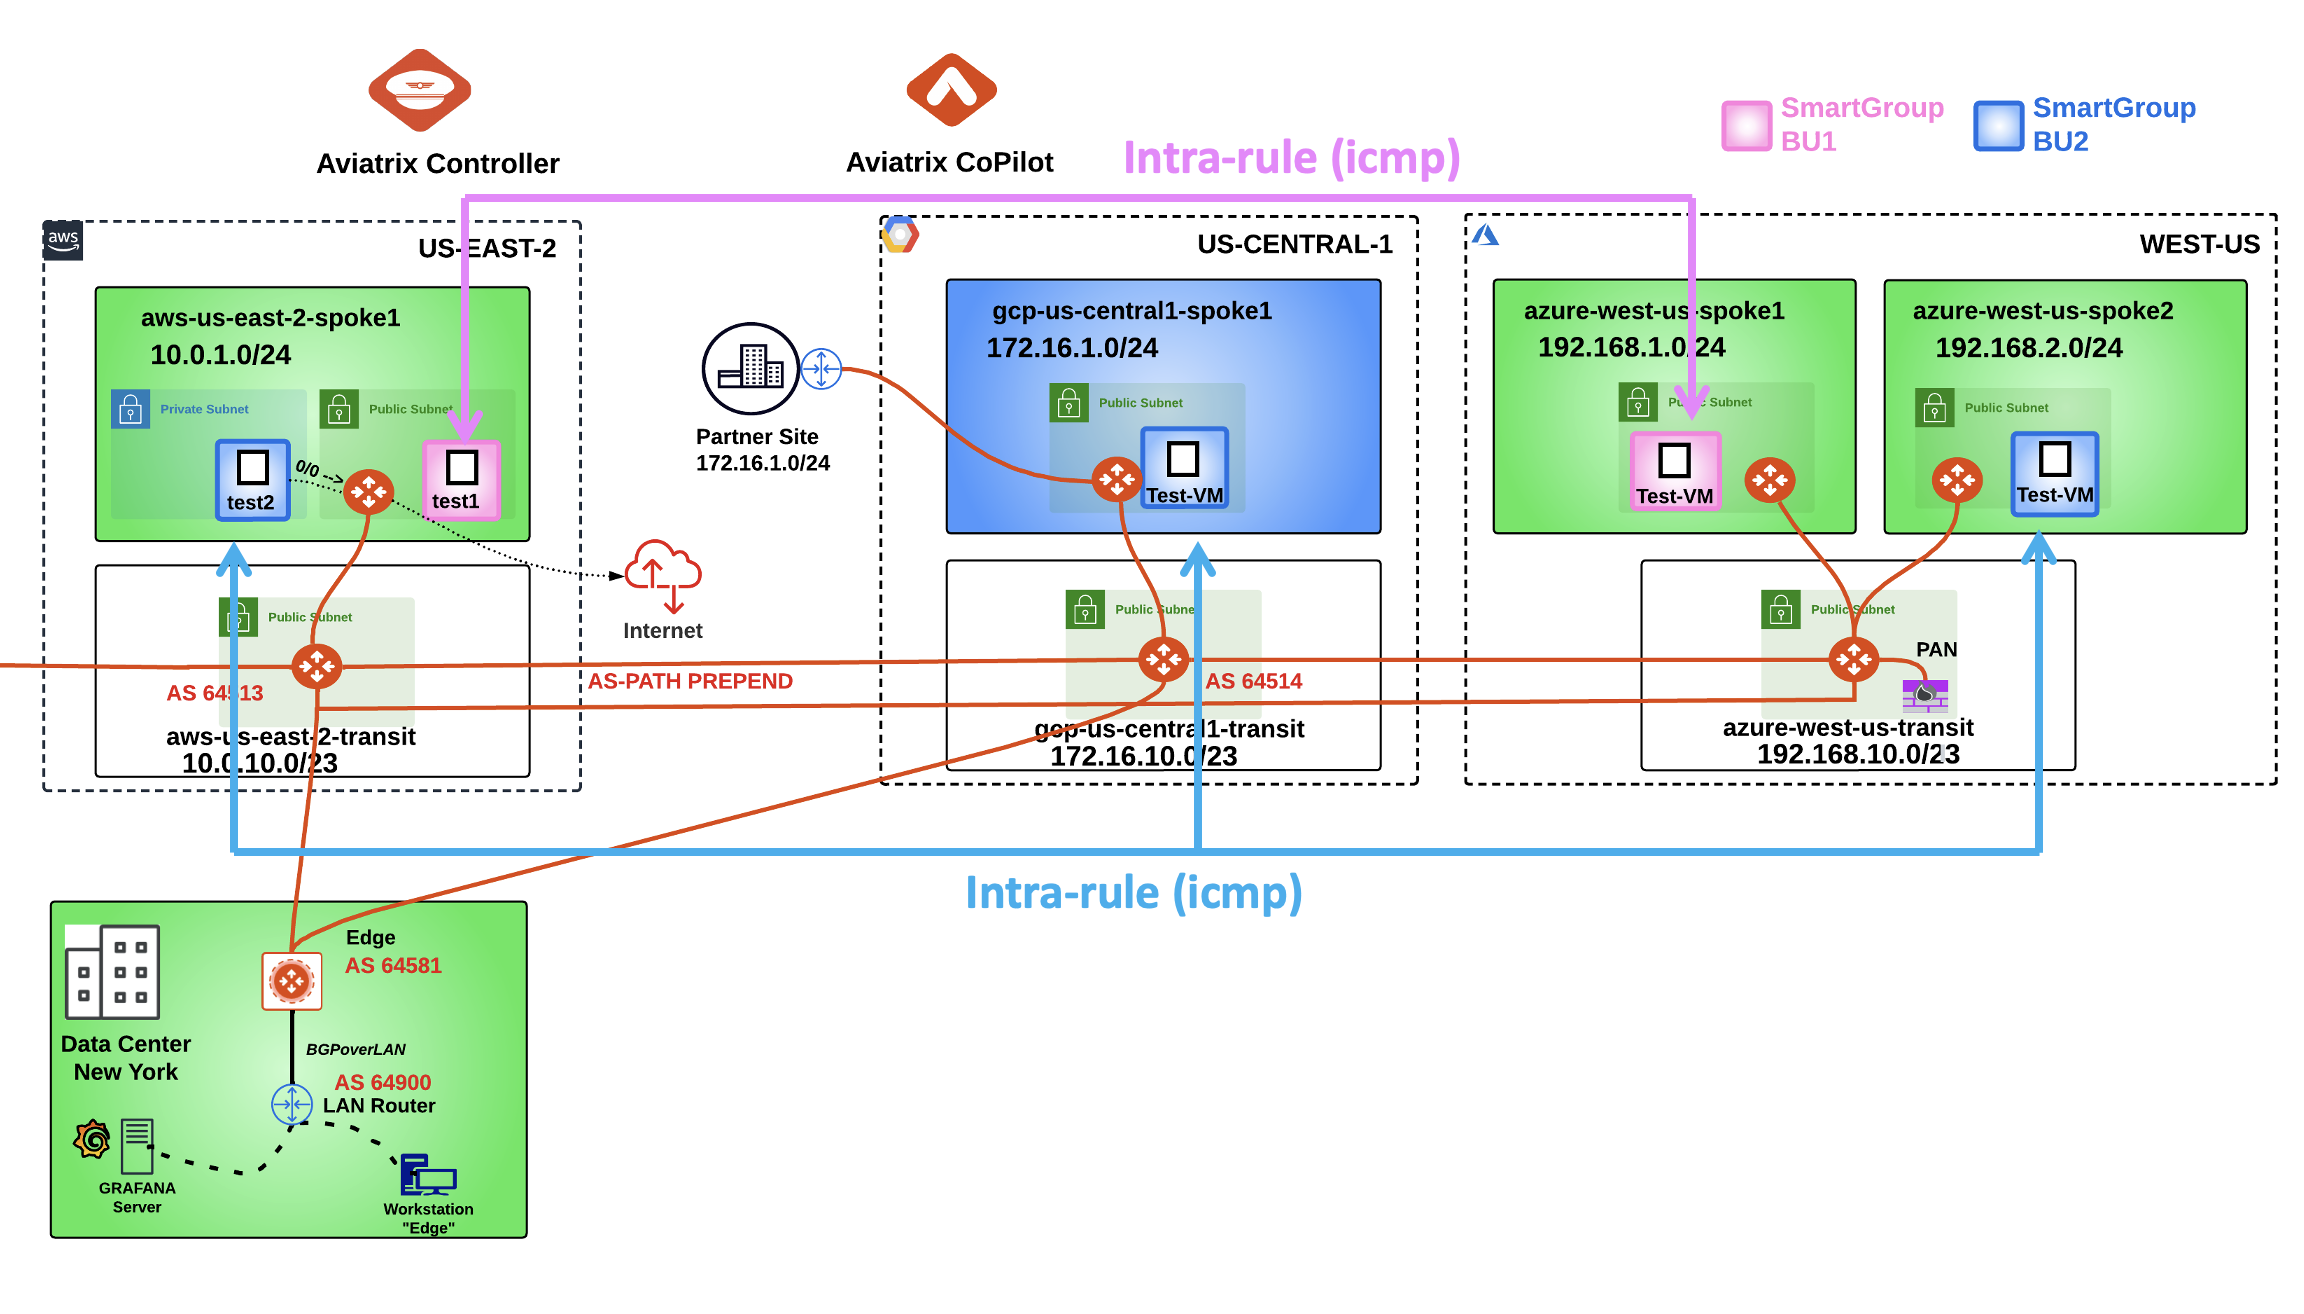 Aviatrix Controller
Aviatrix CoPilot
Intra-rule (icmp)
SmartGroup
BU1
SmartGroup
BU2
aws
US-EAST-2
aws-us-east-2-spoke1
10.0.1.0/24
Private Subnet
Public Subnet
test2
0/0
test1
Internet
Public Subnet
AS 64513
aws-us-east-2-transit
10.0.10.0/23
AS-PATH PREPEND
Partner Site
172.16.1.0/24
US-CENTRAL-1
gcp-us-central1-spoke1
172.16.1.0/24
Public Subnet
Test-VM
Public Subnet
AS 64514
gcp-us-central1-transit
172.16.10.0/23
WEST-US
azure-west-us-spoke1
192.168.1.0/24
Public Subnet
Test-VM
azure-west-us-spoke2
192.168.2.0/24
Public Subnet
Test-VM
Public Subnet
PAN
azure-west-us-transit
192.168.10.0/23
Intra-rule (icmp)
Edge
AS 64581
Data Center
New York
BGPoverLAN
AS 64900
LAN Router
GRAFANA
Server
Workstation
"Edge"